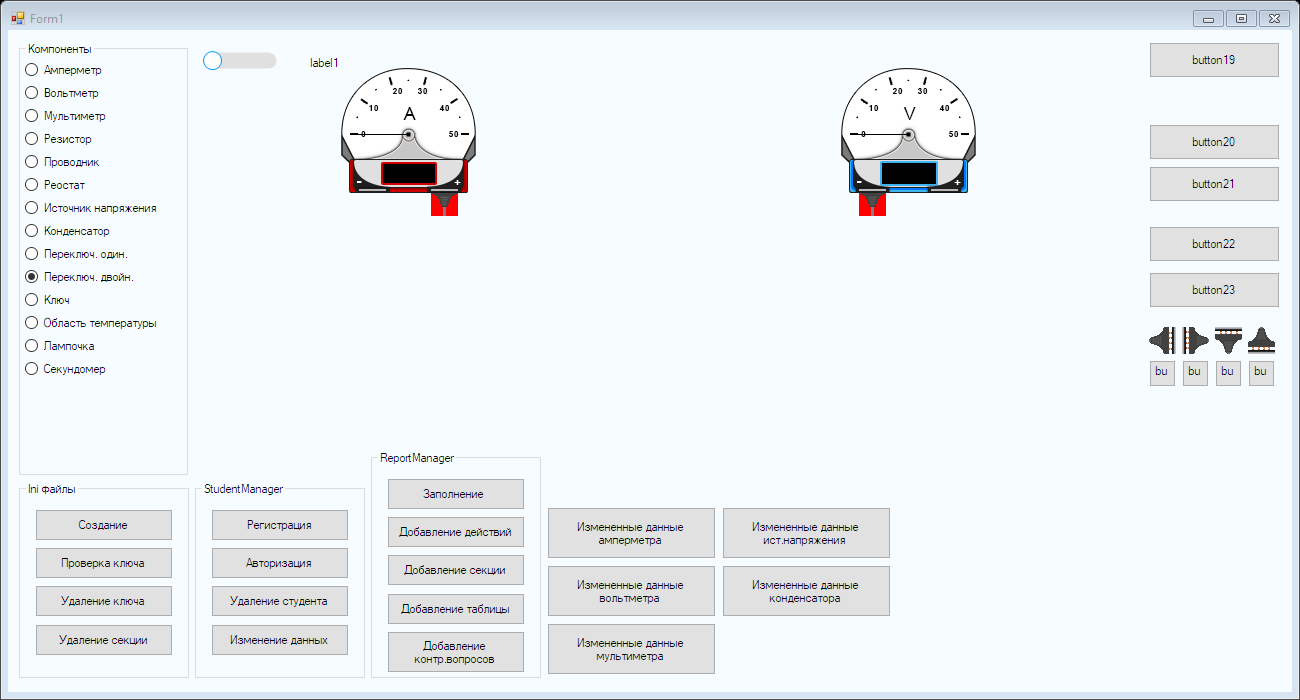 Form1
Компоненты
Амперметр
Вольтметр
Мультиметр
Резистор
Проводник
Реостат
Источник напряжения
Конденсатор
Переключ. один.
Переключ. двойн.
Ключ
Область температуры
Лампочка
Секундомер
label1
0 10 20 30 40 50
A
- +
0 10 20 30 40 50
V
- +
button19
button20
button21
button22
button23
bu bu bu bu
Ini файлы
Создание
Проверка ключа
Удаление ключа
Удаление секции
StudentManager
Регистрация
Авторизация
Удаление студента
Изменение данных
ReportManager
Заполнение
Добавление действий
Добавление секции
Добавление таблицы
Добавление
контр.вопросов
Измененные данные
амперметра
Измененные данные
вольтметра
Измененные данные
мультиметра
Измененные данные
ист.напряжения
Измененные данные
конденсатора